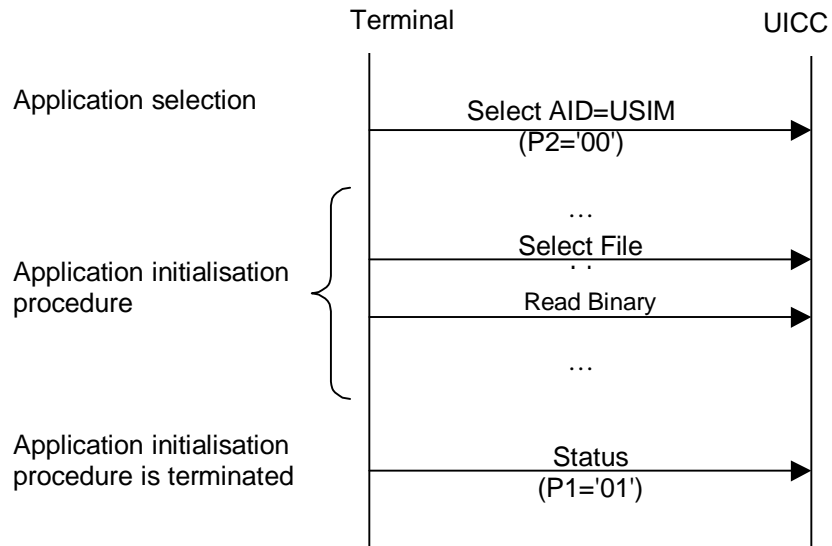 Terminal
UICC
Application selection
Select AID=USIM
(P2='00')
...
Select File
. .
Application initialisation
procedure
Read Binary
...
Application initialisation
procedure is terminated
Status
(P1='01')